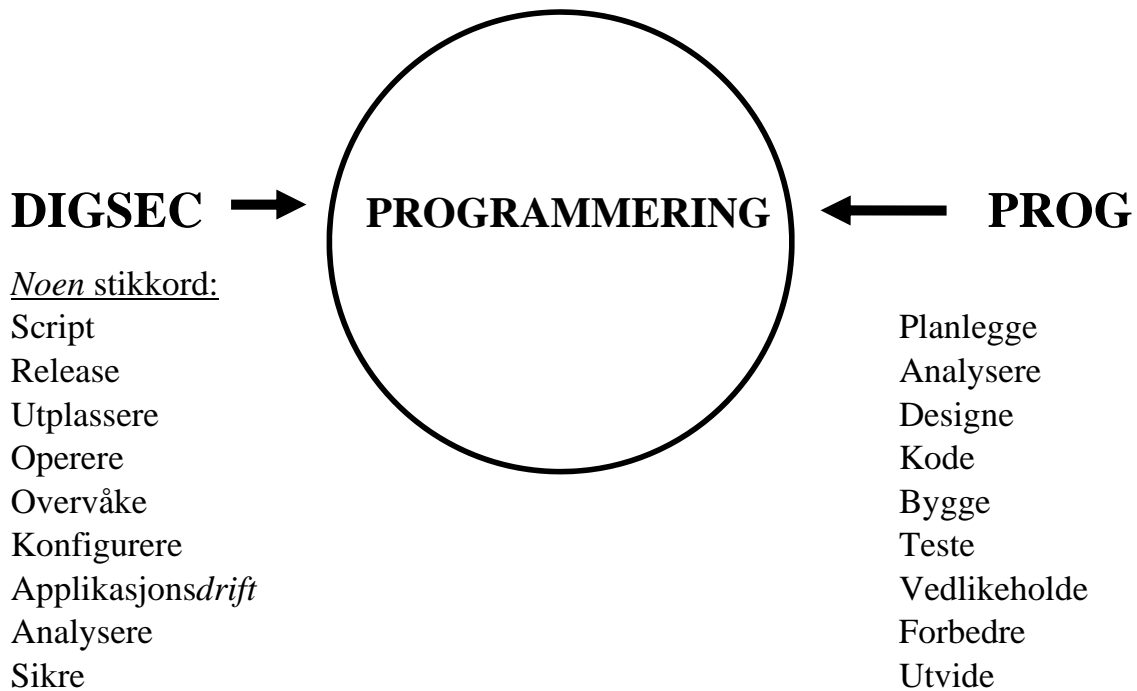 DIGSEC PROGRAMMERING PROG
Noen stikkord:
Script
Release
Utplassere
Operere
Overvåke
Konfigurere
Applikasjonsdrift
Analysere
Sikre
Planlegge
Analysere
Designe
Kode
Bygge
Teste
Vedlikeholde
Forbedre
Utvide